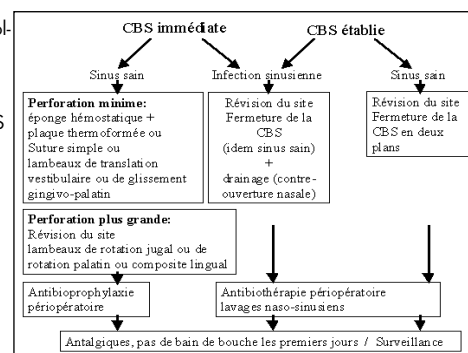 ol-
S
CBS immédiate
CBS établie
Sinus sain
Infection sinusienne
Sinus sain
Perforation minime:
éponge hémostatique +
plaque thermoformée ou
Suture simple ou
lambeaux de translation
vestibulaire ou de glissement
gingivo-palatin
Révision du site
Fermeture de la
CBS
(idem sinus sain)
+
drainage (contre-
ouverture nasale)
Révision du site
Fermeture de la
CBS en deux
plans
Perforation plus grande:
Révision du site
lambeaux de rotation jugal ou de
rotation palatin ou composite lingual
Antibioprophylaxie
péripératoire
Antibiothérapie périopératoire
lavages naso-sinusiens
Antalgiques, pas de bain de bouche les premiers jours / Surveillance